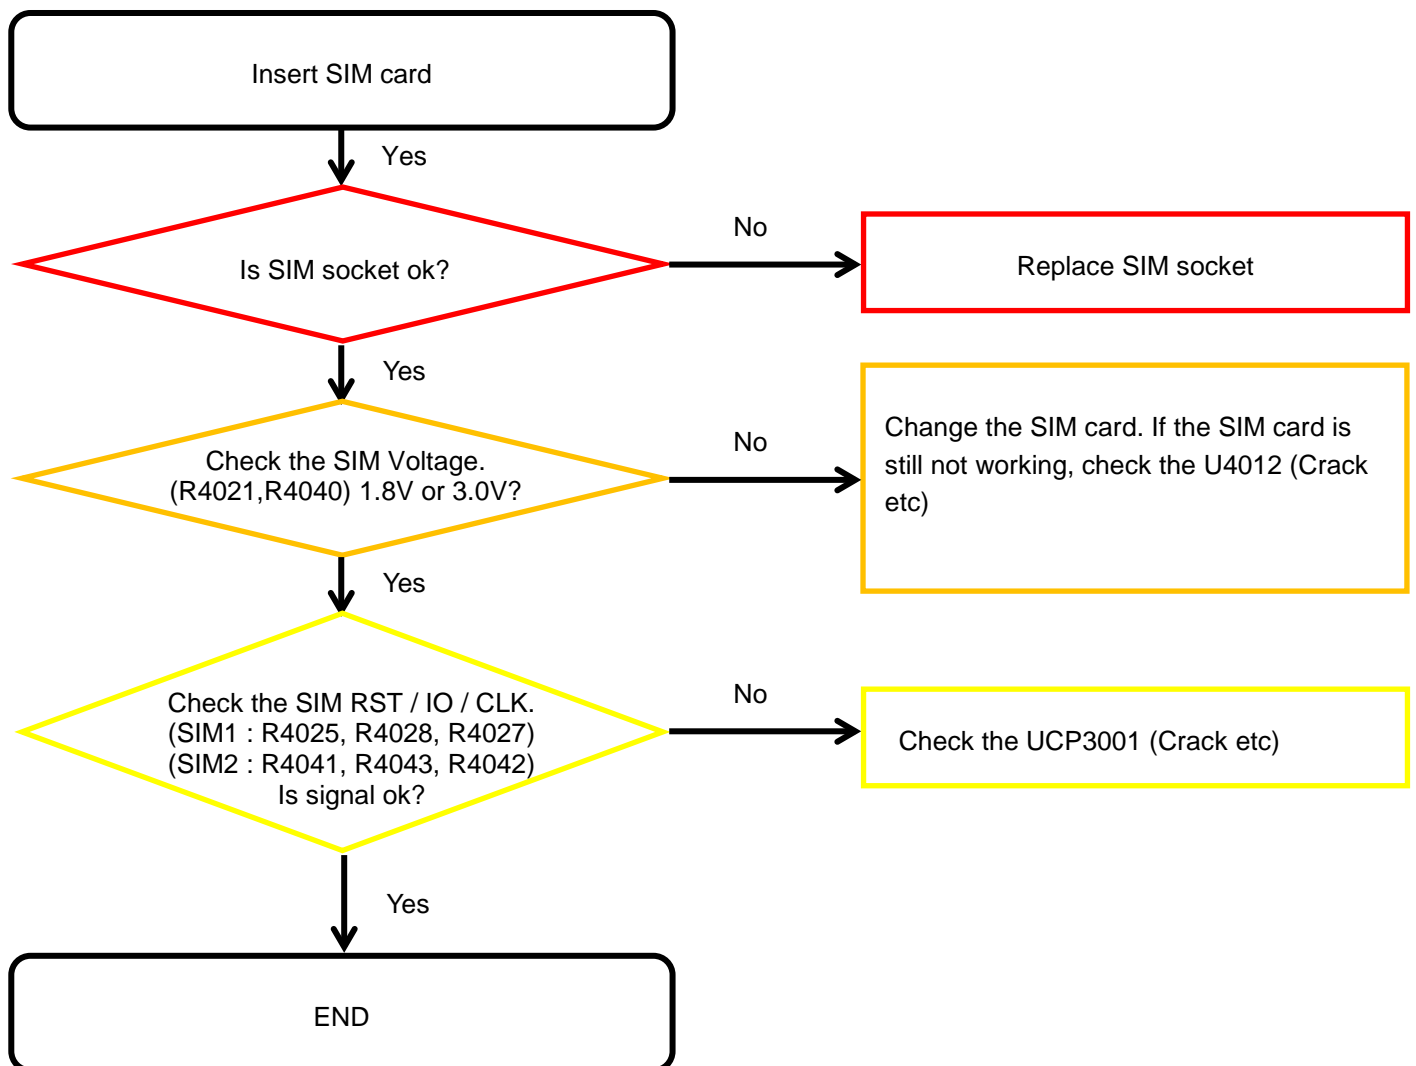 Insert SIM card
Yes
Is SIM socket ok?
No
Replace SIM socket
Yes
Check the SIM Voltage.
(R4021,R4040) 1.8V or 3.0V?
No
Change the SIM card. If the SIM card is
still not working, check the U4012 (Crack
etc)
Yes
Check the SIM RST / IO / CLK.
(SIM1 : R4025, R4028, R4027)
(SIM2 : R4041, R4043, R4042)
Is signal ok?
No
Check the UCP3001 (Crack etc)
Yes
END